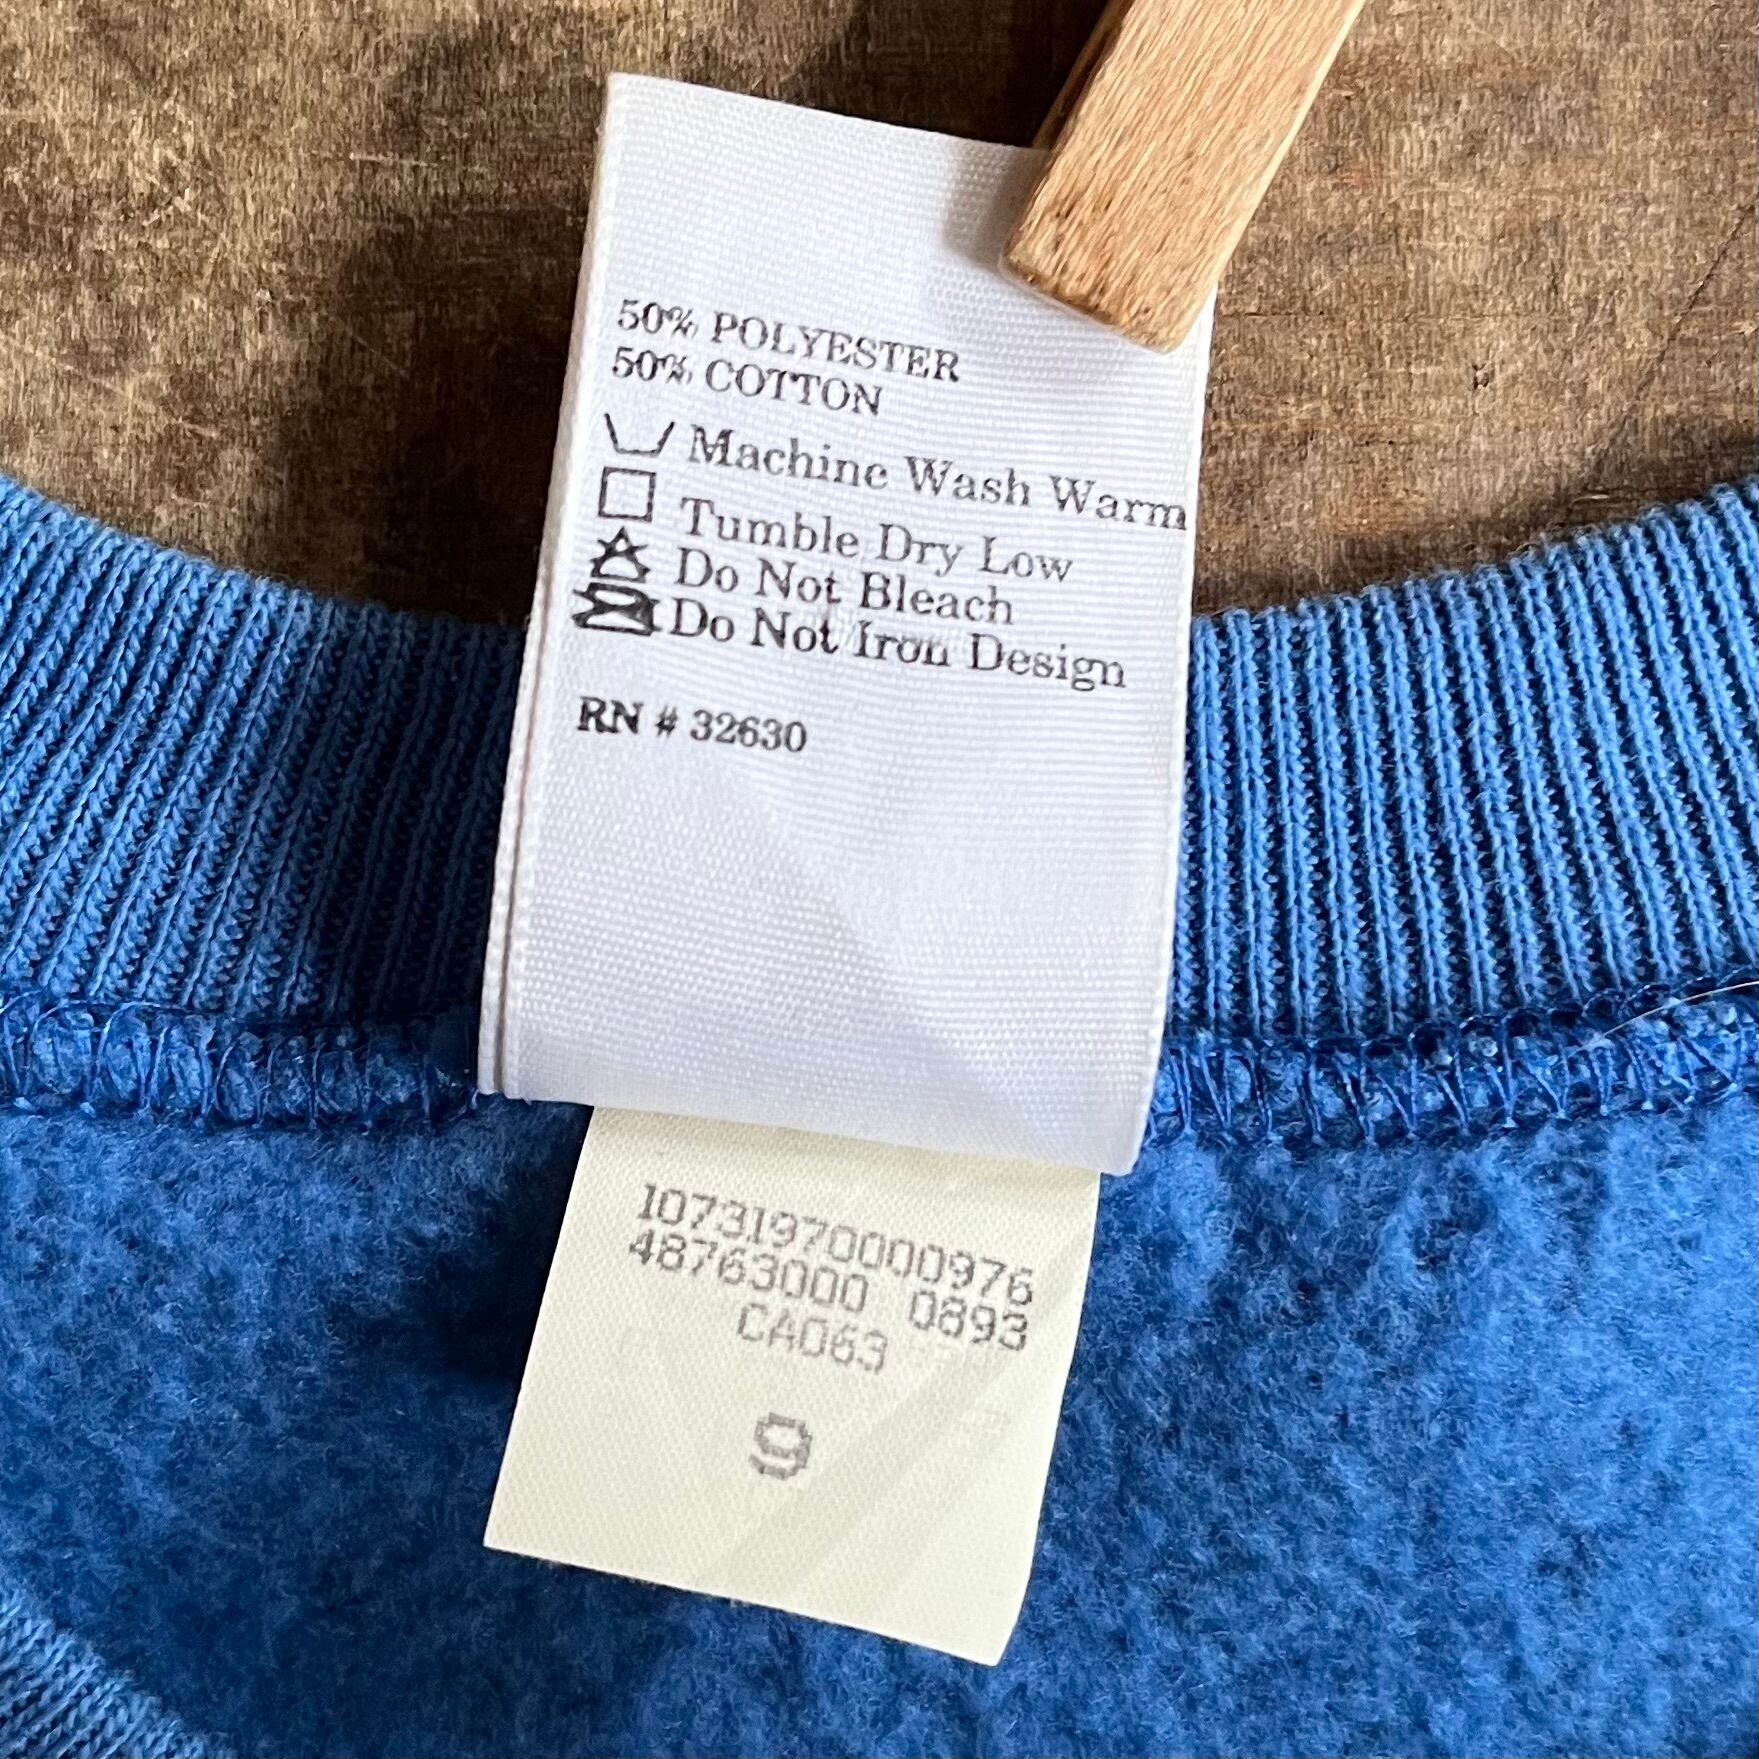 50% POLYESTER
50% COTTON
Machine Wash Warm
Tumble Dry Low
Do Not Bleach
Do Not Iron Design
RN # 32630
10731970000976
48763000 0893
CA063
9